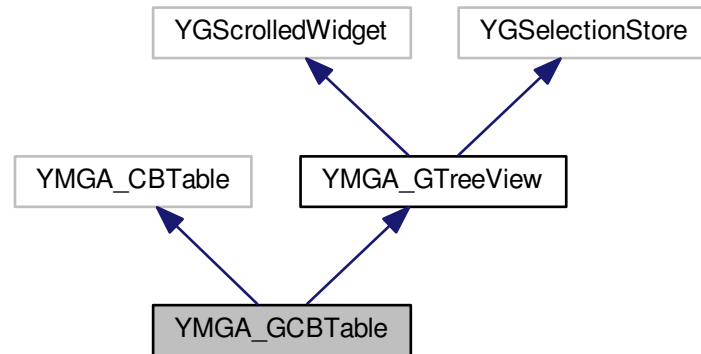 YGScrolledWidget
YGSelectionStore
YMGA_CBTable
YMGA_GTreeView
YMGA_GCBTable